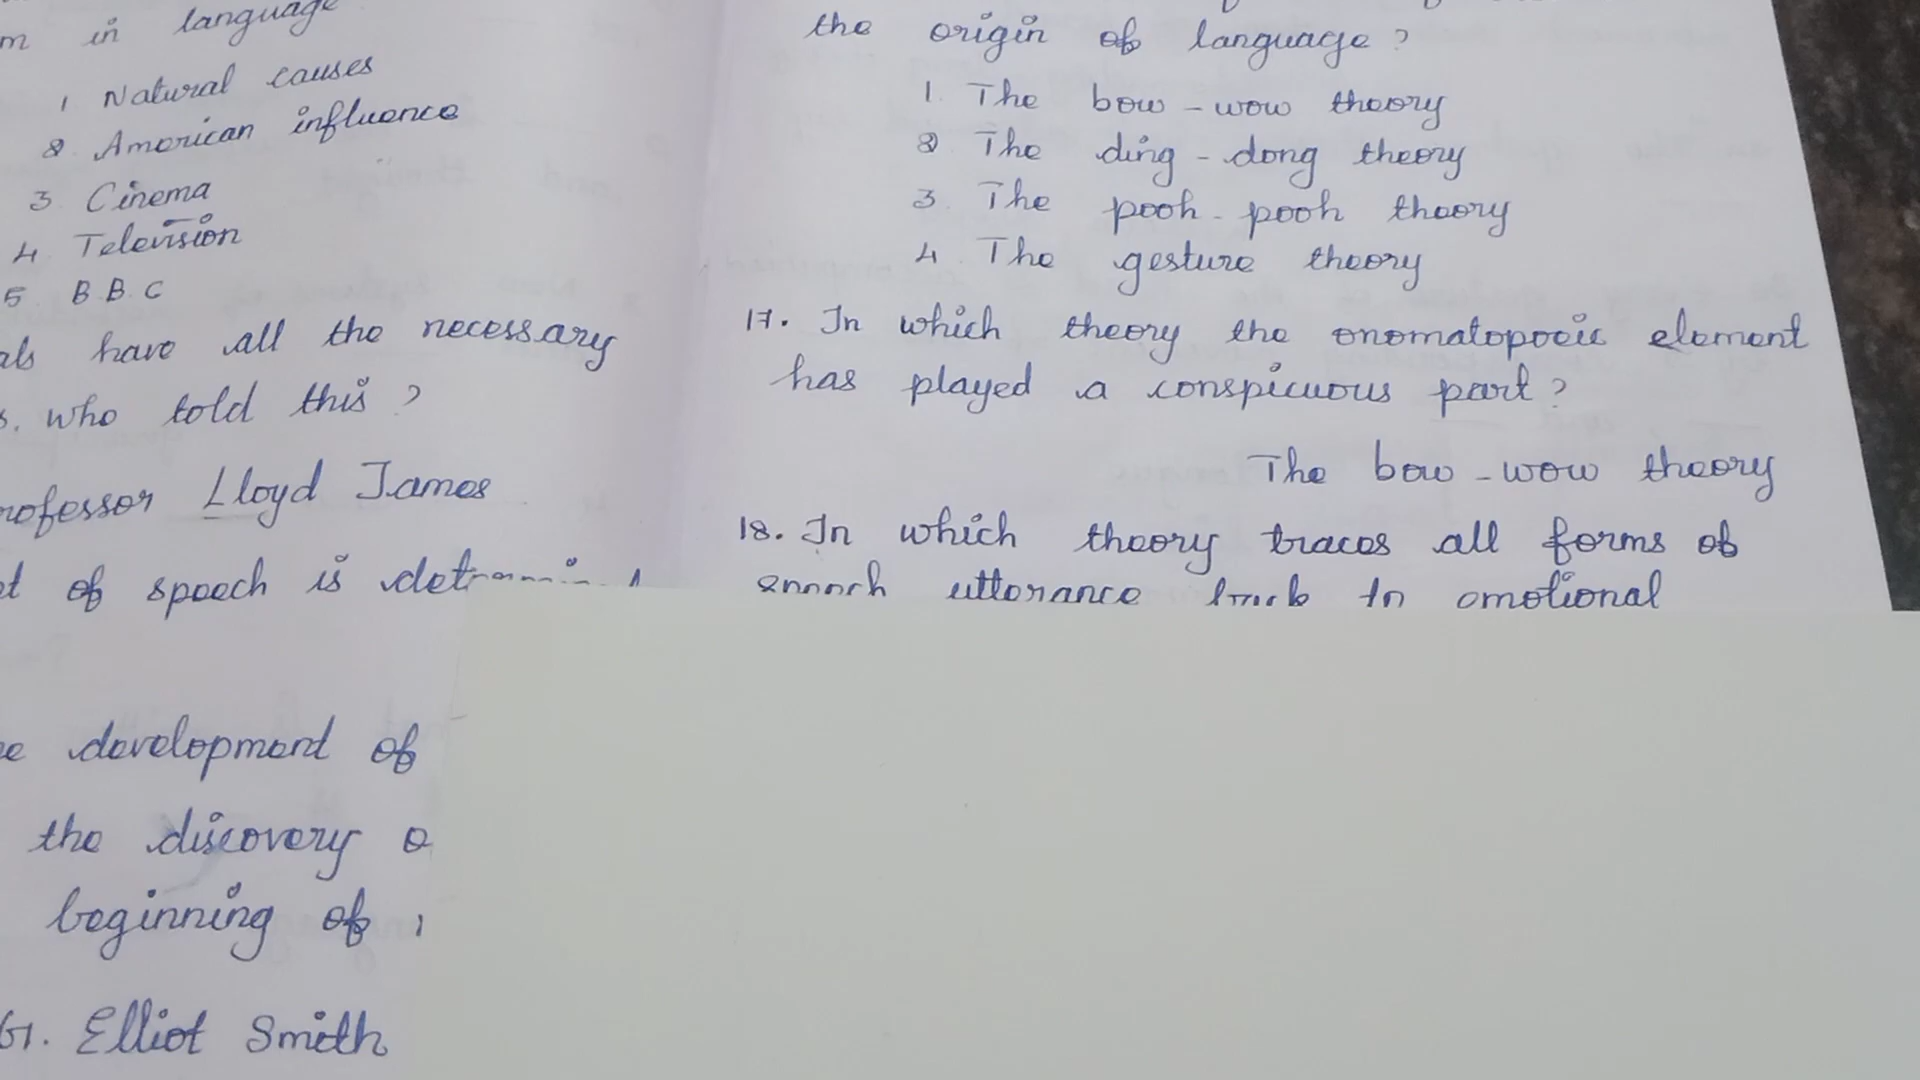 m in language
1 Natural causes
2 American influence
3 Cinema
4. Television
5. B.B.C
have all the necessary
s. who told this?
rofessor Lloyd James
of speech is
development of
the discovery
beginning of
G. Elliot Smith
the origin of language?
1. The bow-wow theory
2 The ding-dong theory
3. The pooh-pooh theory
4. The gesture theory
17. In which theory the onomatopoeic element
has played a conspicuous part?
The bow-wow theory
18. In which theory traces all forms of
utterance emotional